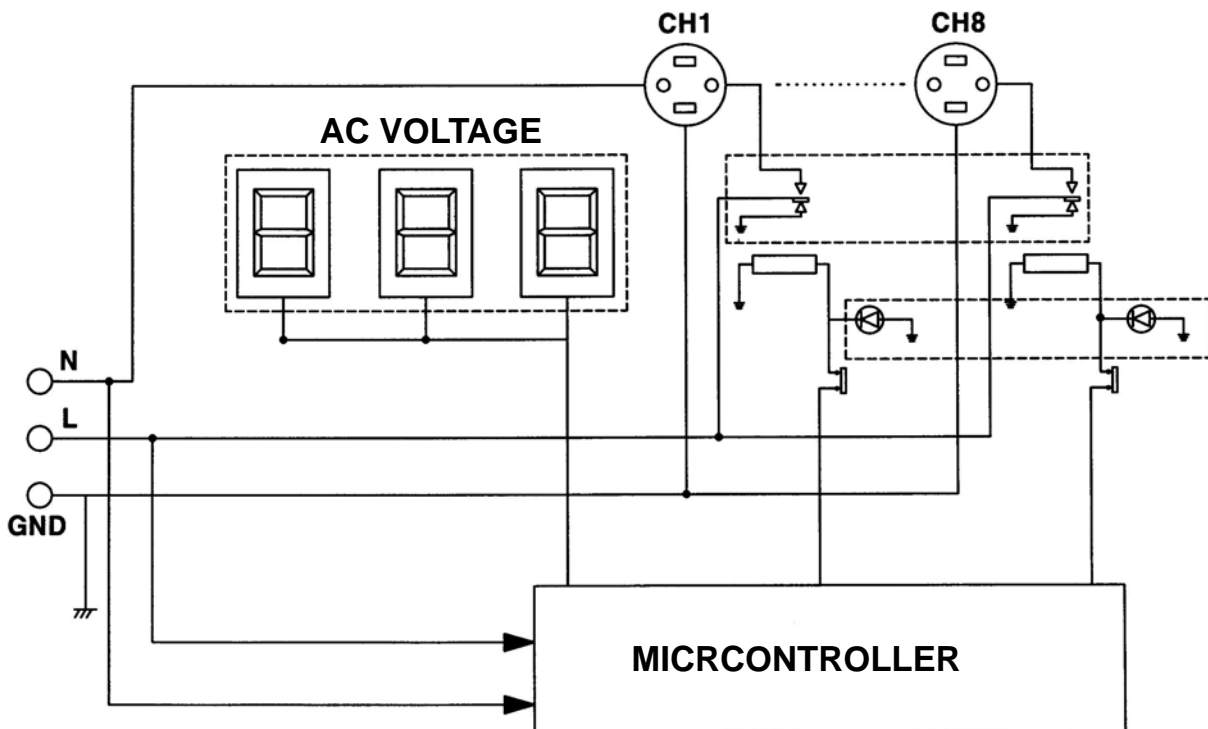 CH1
CH8
AC VOLTAGE
N
L
GND
MICRCONTROLLER